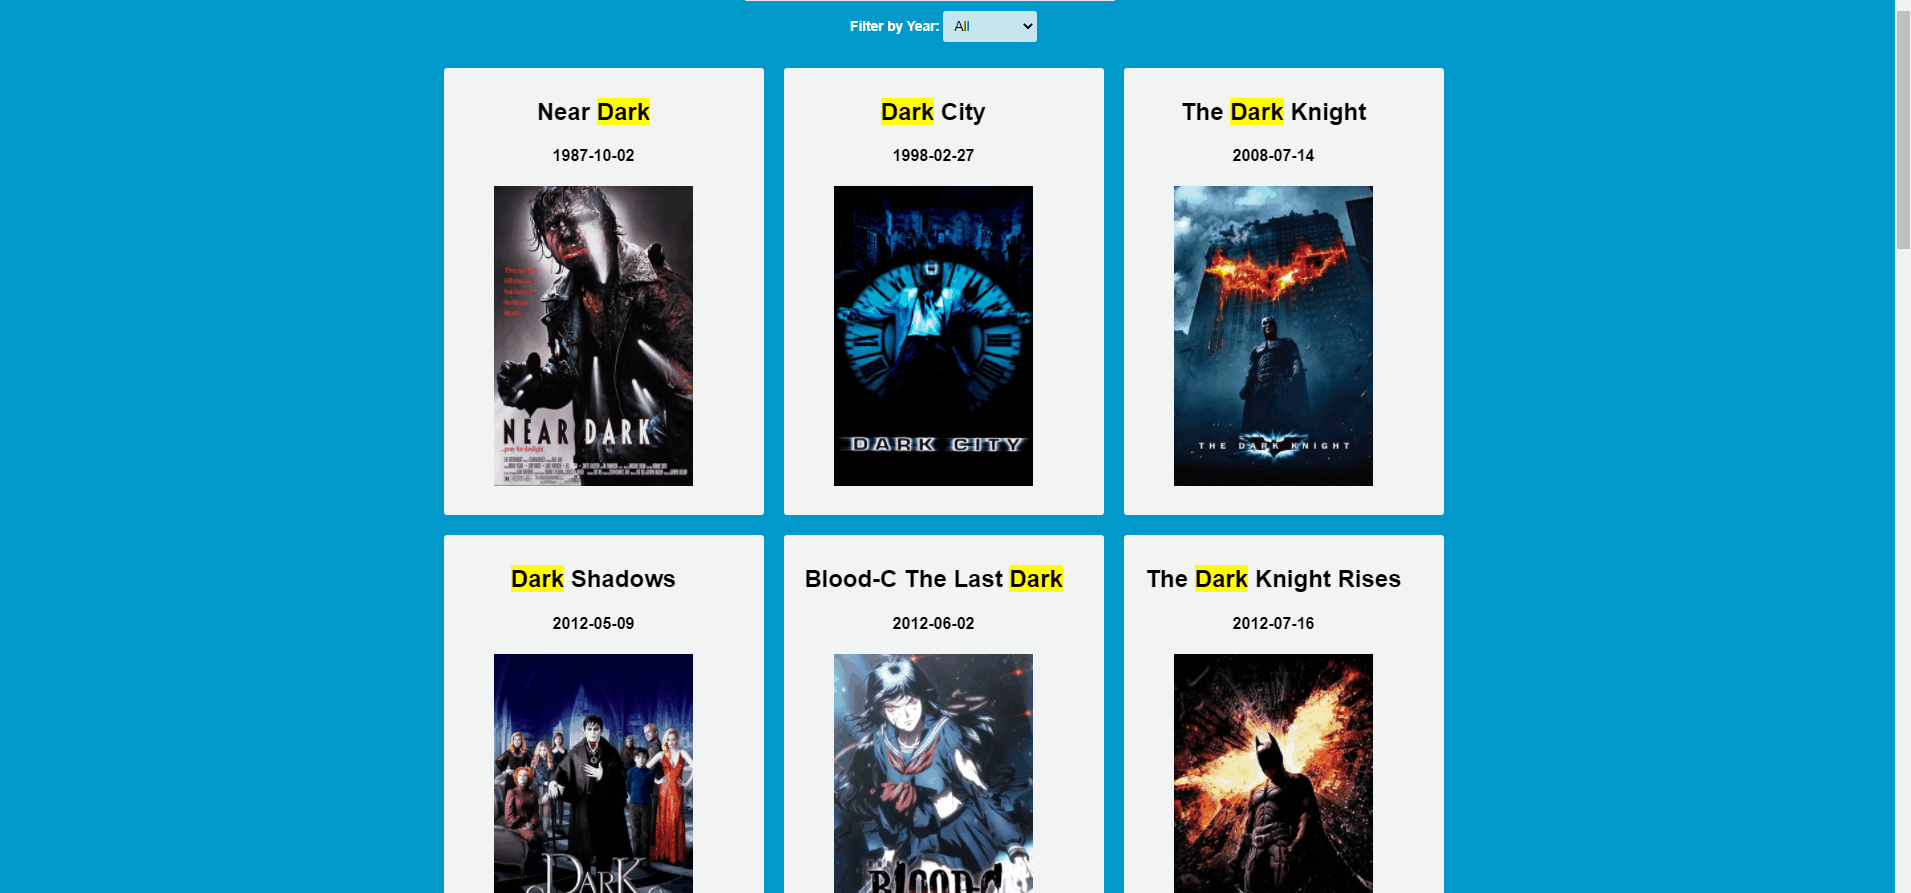 Filter by Year: All
Near Dark
Dark City
The Dark Knight
1987-10-02
1998-02-27
2008-07-14
NEAR DARK
...pray for daylight.
DARK CITY
THE DARK KNIGHT
Dark Shadows
Blood-C The Last Dark
The Dark Knight Rises
2012-05-09
2012-06-02
2012-07-16
DARK
BLOOD-C